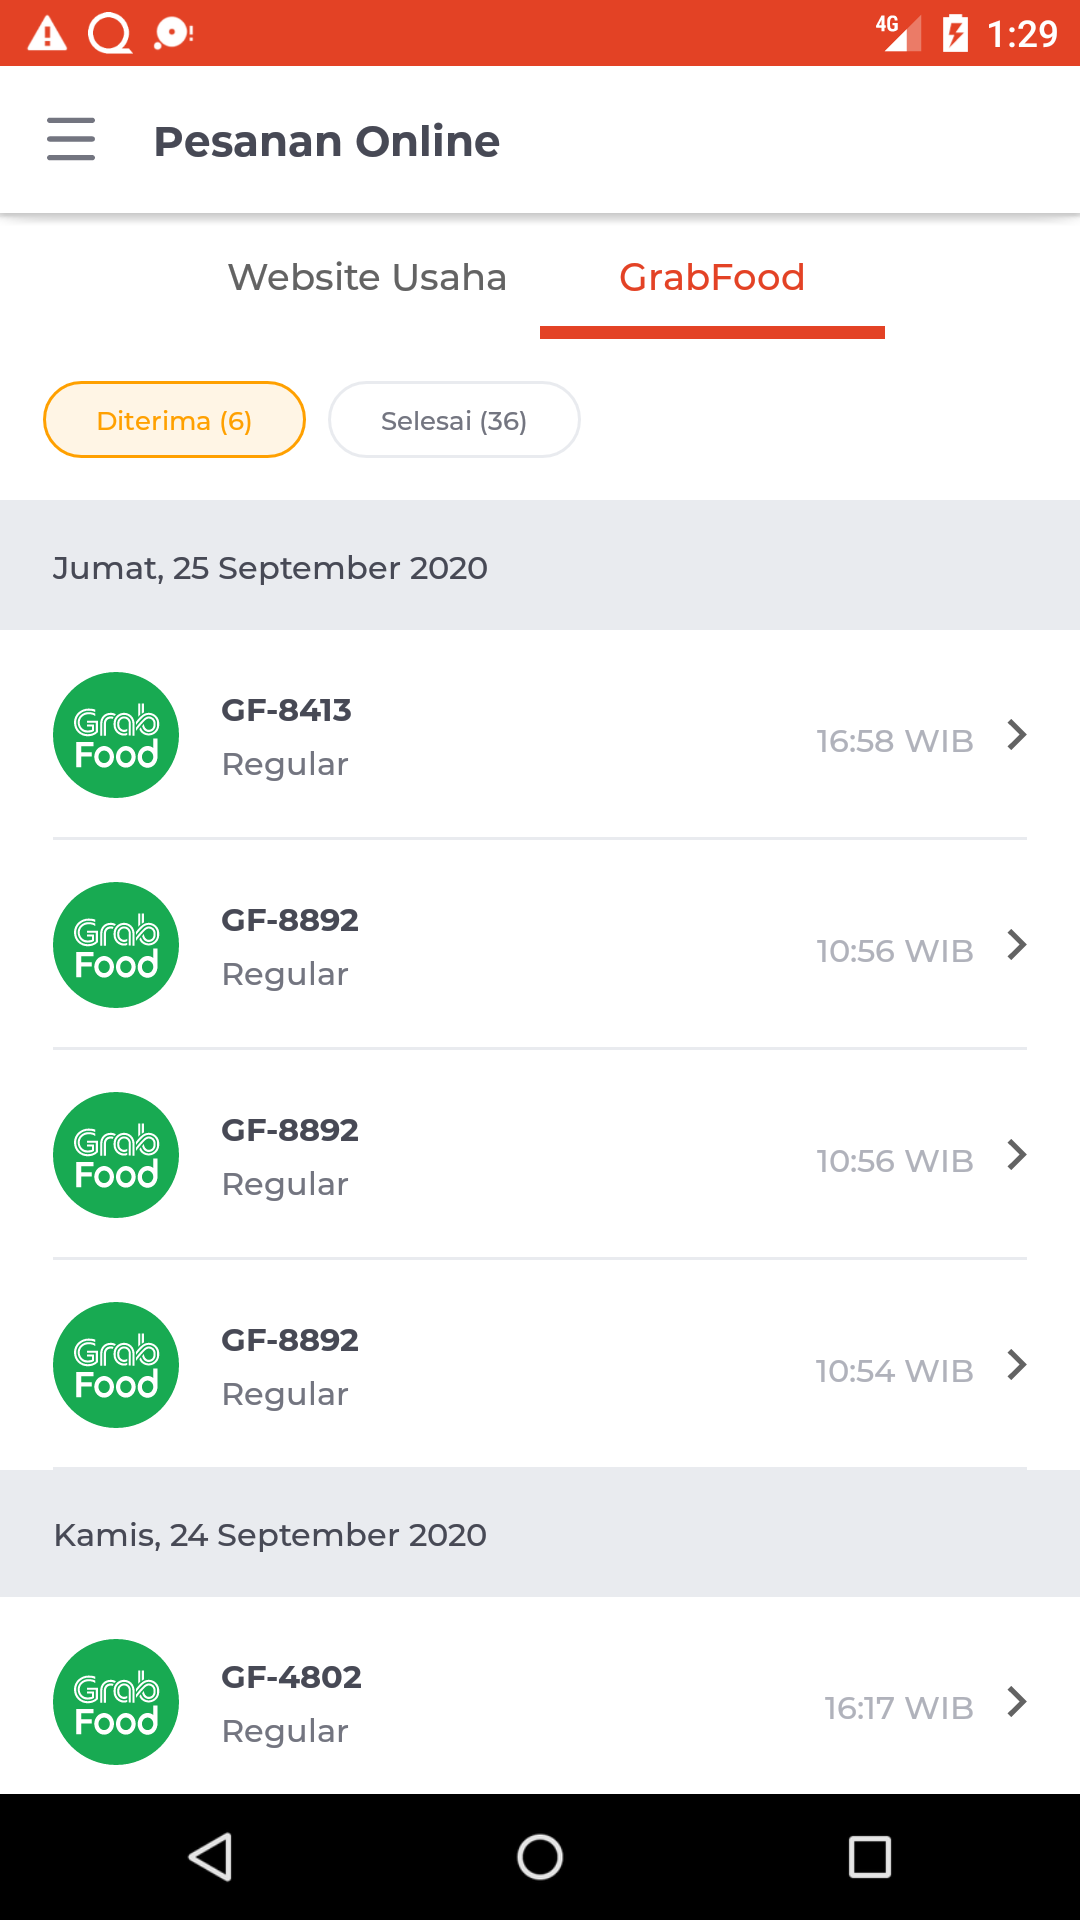 4G 1:29
Pesanan Online
Website Usaha GrabFood
Diterima (6) Selesai (36)
Jumat, 25 September 2020
Grab Food
GF-8413
Regular
16:58 WIB
Grab Food
GF-8892
Regular
10:56 WIB
Grab Food
GF-8892
Regular
10:56 WIB
Grab Food
GF-8892
Regular
10:54 WIB
Kamis, 24 September 2020
Grab Food
GF-4802
Regular
16:17 WIB